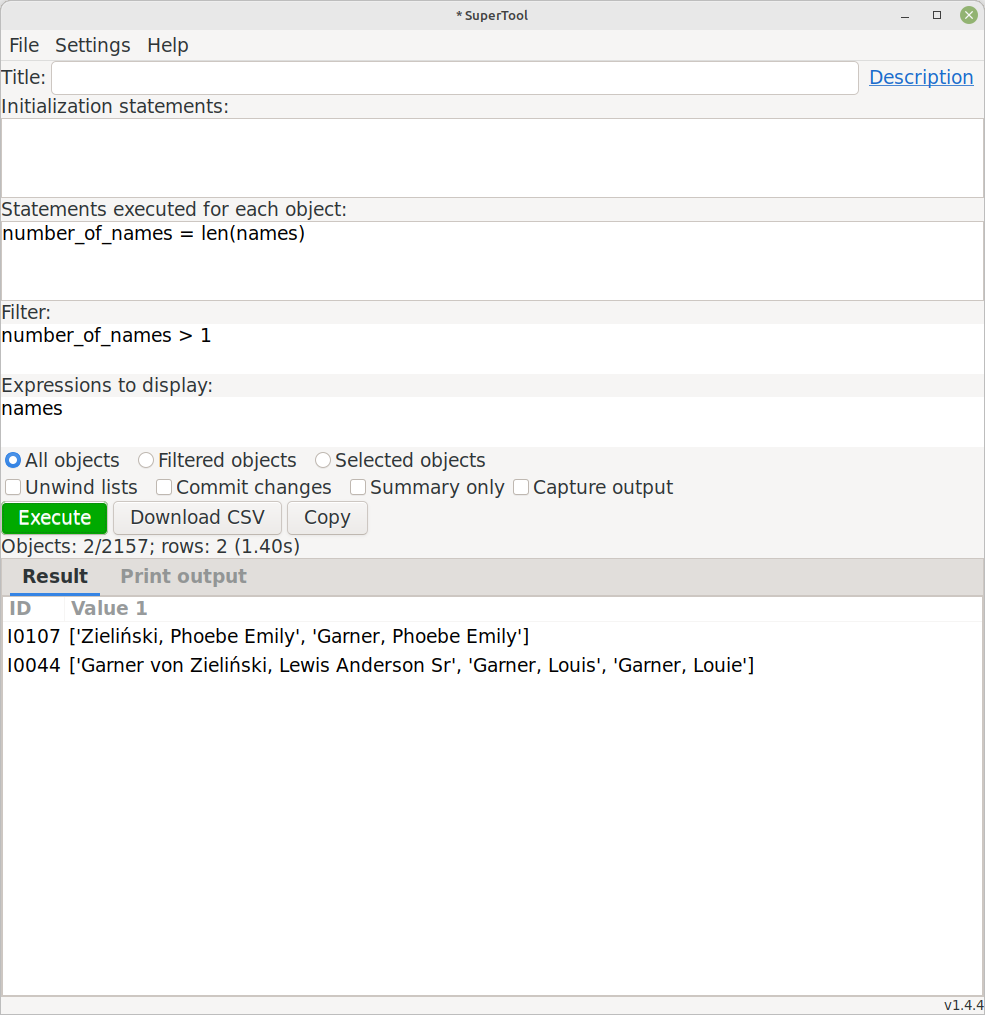 * SuperTool
File Settings Help
Title: Description
Initialization statements:
Statements executed for each object:
number_of_names = len(names)
Filter:
number_of_names > 1
Expressions to display:
names
All objects Filtered objects Selected objects
Unwind lists Commit changes Summary only Capture output
Execute Download CSV Copy
Objects: 2/2157; rows: 2 (1.40s)
Result Print output
ID Value 1
I0107 ['Zieliński, Phoebe Emily', 'Garner, Phoebe Emily']
I0044 ['Garner von Zieliński, Lewis Anderson Sr', 'Garner, Louis', 'Garner, Louie']
v1.4.4